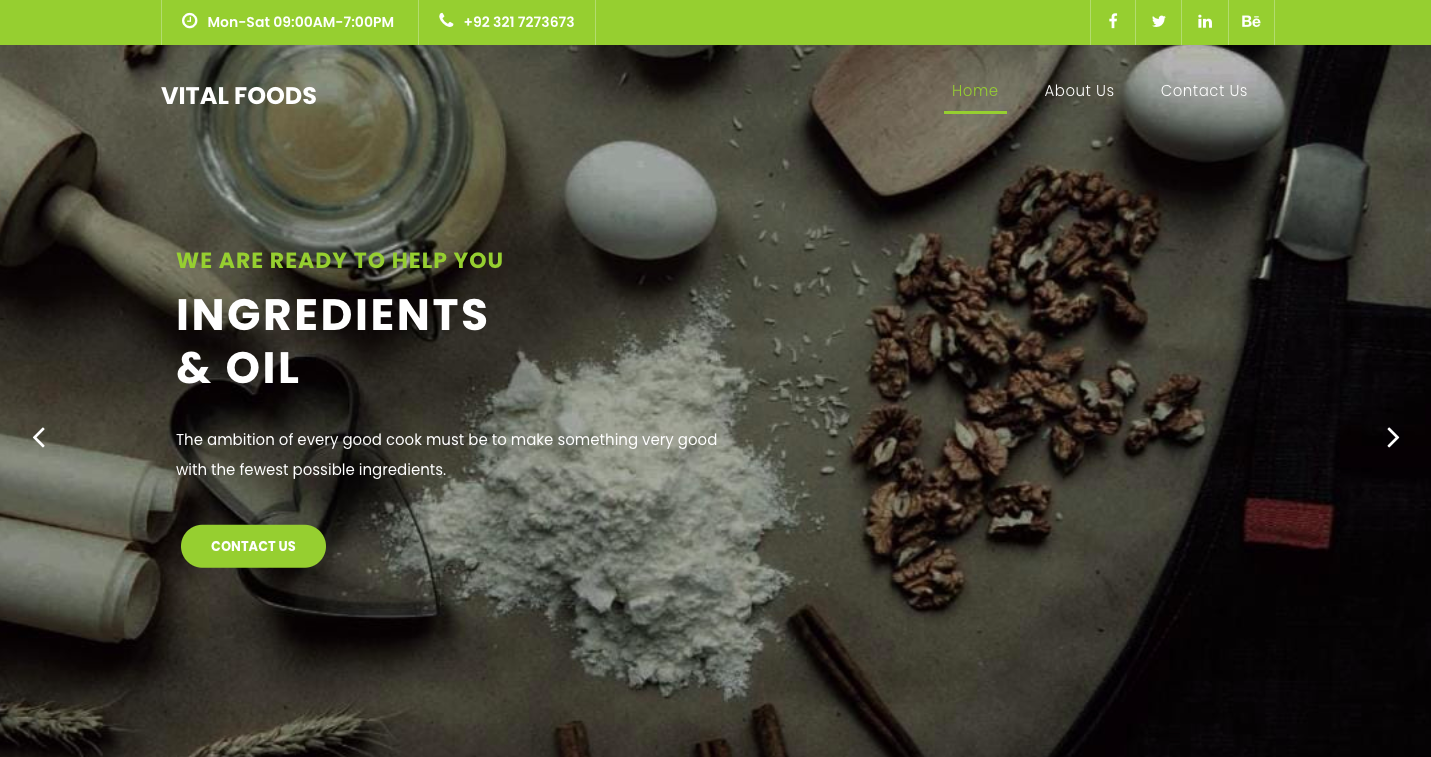 Mon-Sat 09:00AM-7:00PM
+92 321 7273673
Bē
VITAL FOODS
Home
About Us
Contact Us
WE ARE READY TO HELP YOU
INGREDIENTS
& OIL
The ambition of every good cook must be to make something very good
with the fewest possible ingredients.
CONTACT US